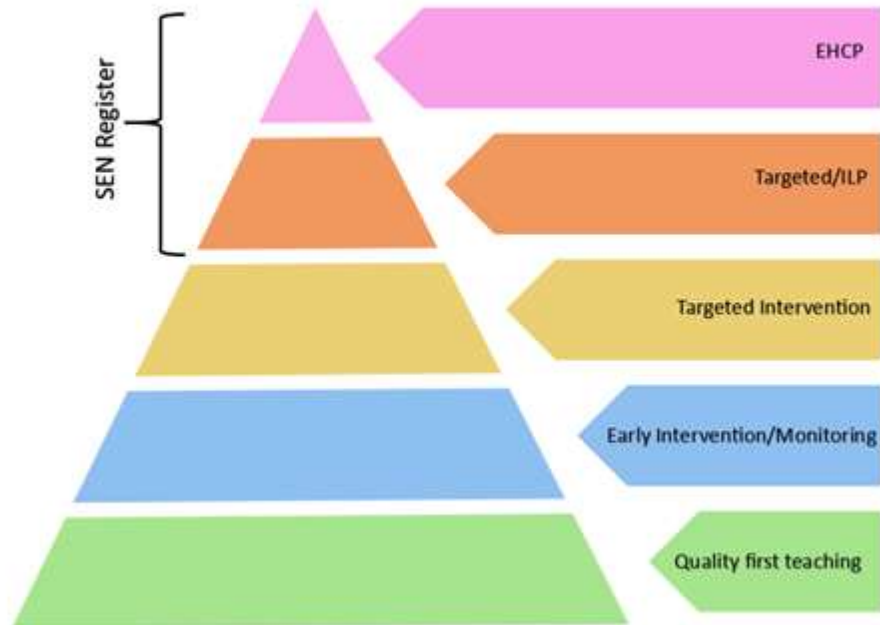 SEN Register
EHCP
Targeted/ILP
Targeted Intervention
Early Intervention/Monitoring
Quality first teaching